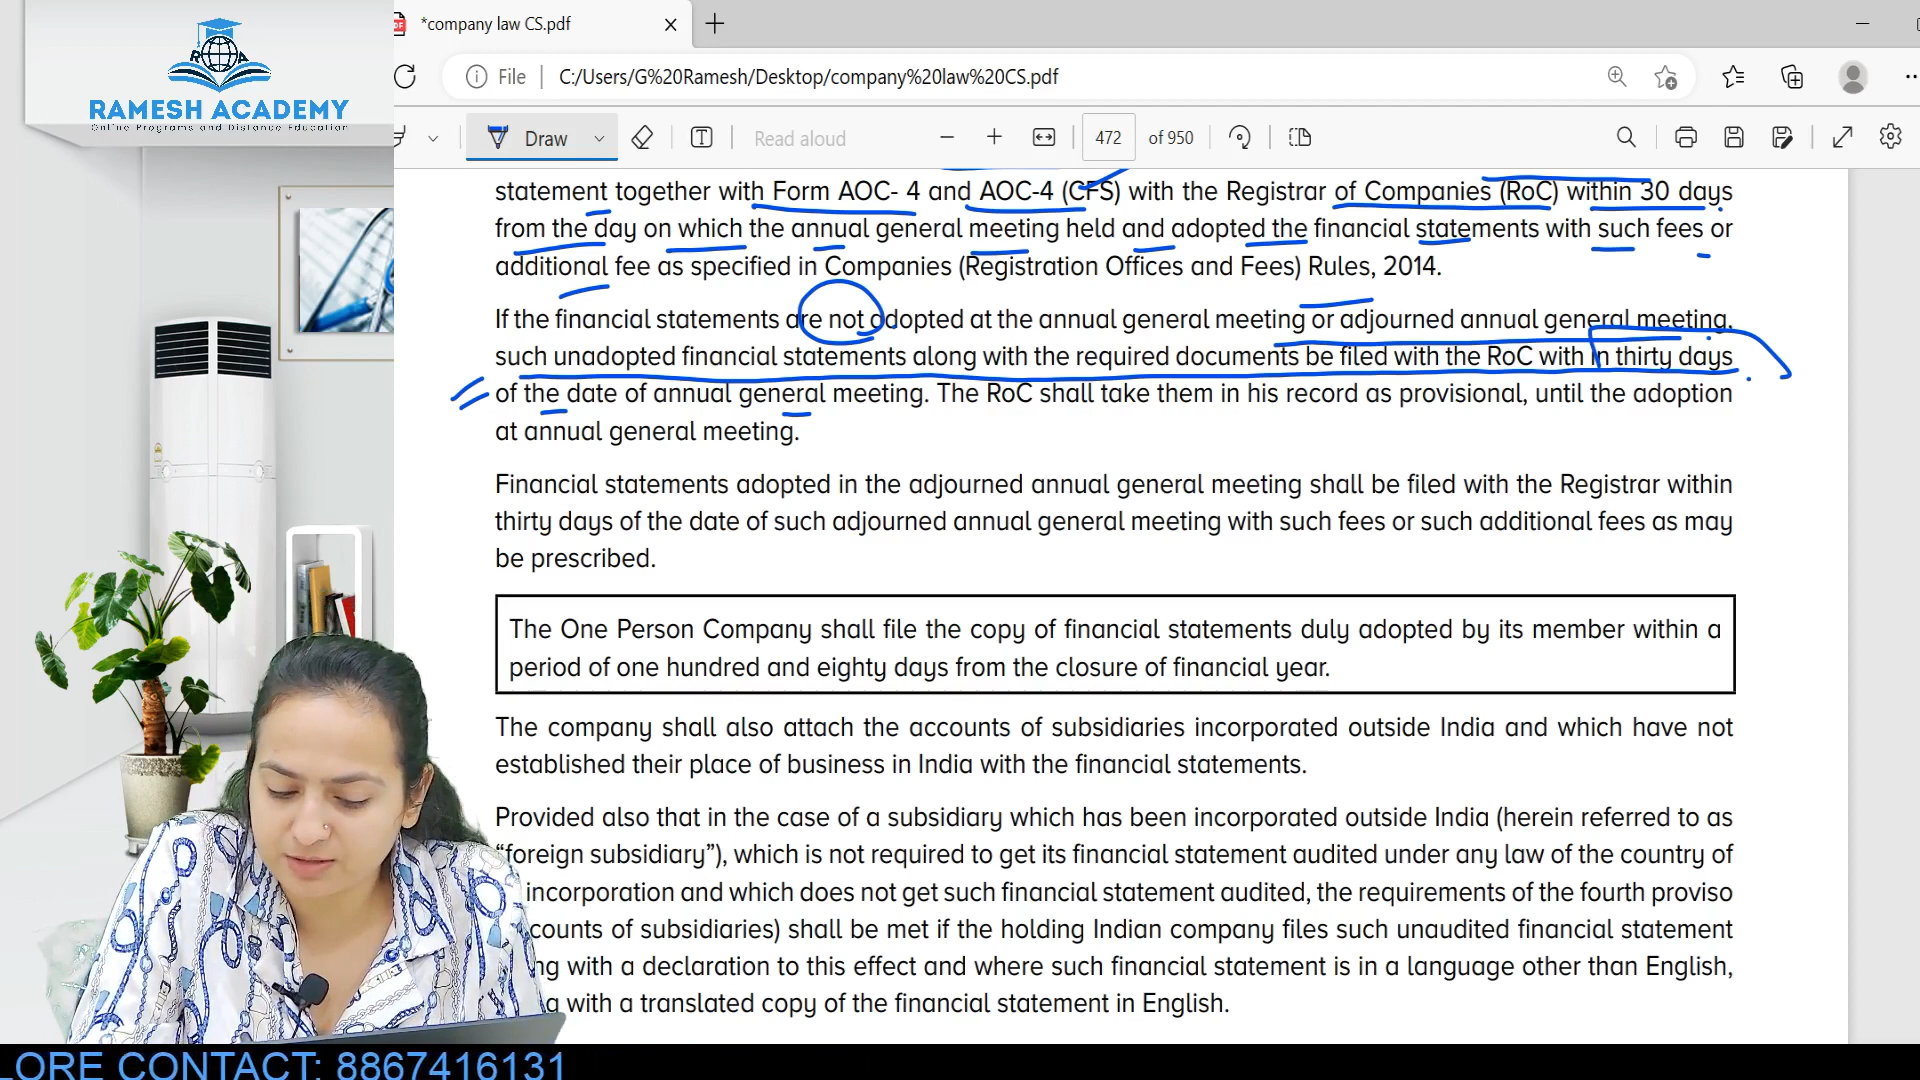 *company law CS.pdf
R A
RAMESH ACADEMY
Online Programs and Distance Education
File
C:/Users/G%20Ramesh/Desktop/company%20law%20CS.pdf
Draw
Read aloud
472
of 950
statement together with Form AOC- 4 and AOC-4 (CFS) with the Registrar of Companies (RoC) within 30 days
from the day on which the annual general meeting held and adopted the financial statements with such fees or
additional fee as specified in Companies (Registration Offices and Fees) Rules, 2014.
If the financial statements are not adopted at the annual general meeting or adjourned annual general meeting,
such unadopted financial statements along with the required documents be filed with the RoC with in thirty days
of the date of annual general meeting. The RoC shall take them in his record as provisional, until the adoption
at annual general meeting.
Financial statements adopted in the adjourned annual general meeting shall be filed with the Registrar within
thirty days of the date of such adjourned annual general meeting with such fees or such additional fees as may
be prescribed.
The One Person Company shall file the copy of financial statements duly adopted by its member within a
period of one hundred and eighty days from the closure of financial year.
The company shall also attach the accounts of subsidiaries incorporated outside India and which have not
established their place of business in India with the financial statements.
Provided also that in the case of a subsidiary which has been incorporated outside India (herein referred to as
“foreign subsidiary”), which is not required to get its financial statement audited under any law of the country of
incorporation and which does not get such financial statement audited, the requirements of the fourth proviso
counts of subsidiaries) shall be met if the holding Indian company files such unaudited financial statement
ng with a declaration to this effect and where such financial statement is in a language other than English,
g with a translated copy of the financial statement in English.
LORE CONTACT: 8867416131